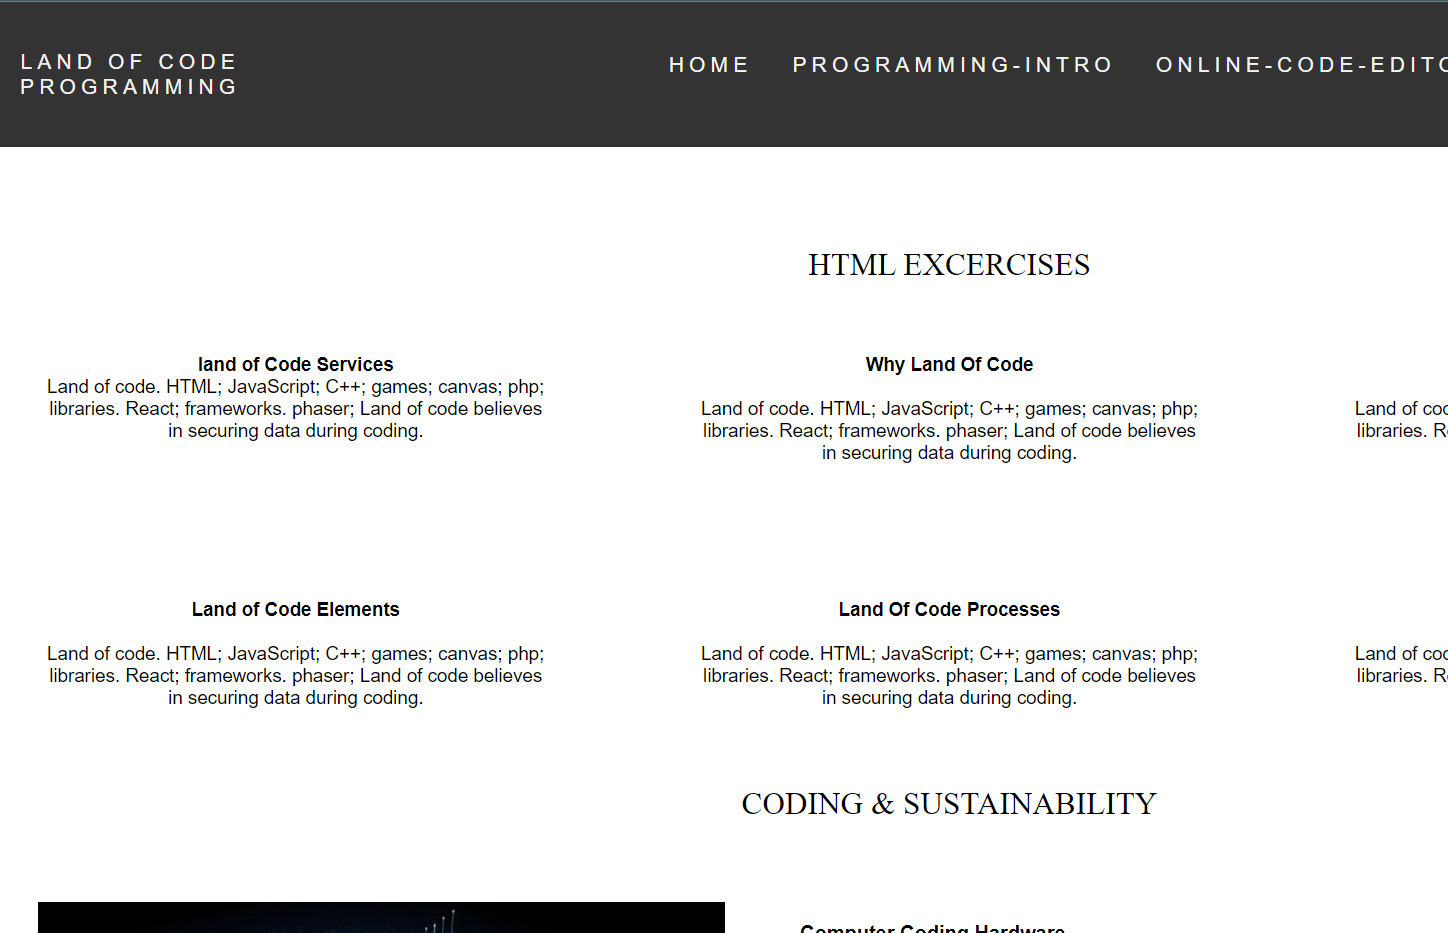 LAND OF CODE
PROGRAMMING
HOME PROGRAMMING-INTRO ONLINE-CODE-EDITO
HTML EXCERCISES
land of Code Services
Land of code. HTML; JavaScript; C++; games; canvas; php;
libraries. React; frameworks. phaser; Land of code believes
in securing data during coding.
Why Land Of Code
Land of code. HTML; JavaScript; C++; games; canvas; php;
libraries. React; frameworks. phaser; Land of code believes
in securing data during coding.
Land of
libraries.
Land of Code Elements
Land of code. HTML; JavaScript; C++; games; canvas; php;
libraries. React; frameworks. phaser; Land of code believes
in securing data during coding.
Land Of Code Processes
Land of code. HTML; JavaScript; C++; games; canvas; php;
libraries. React; frameworks. phaser; Land of code believes
in securing data during coding.
Land of
libraries.
CODING & SUSTAINABILITY
Computer Coding Hardware